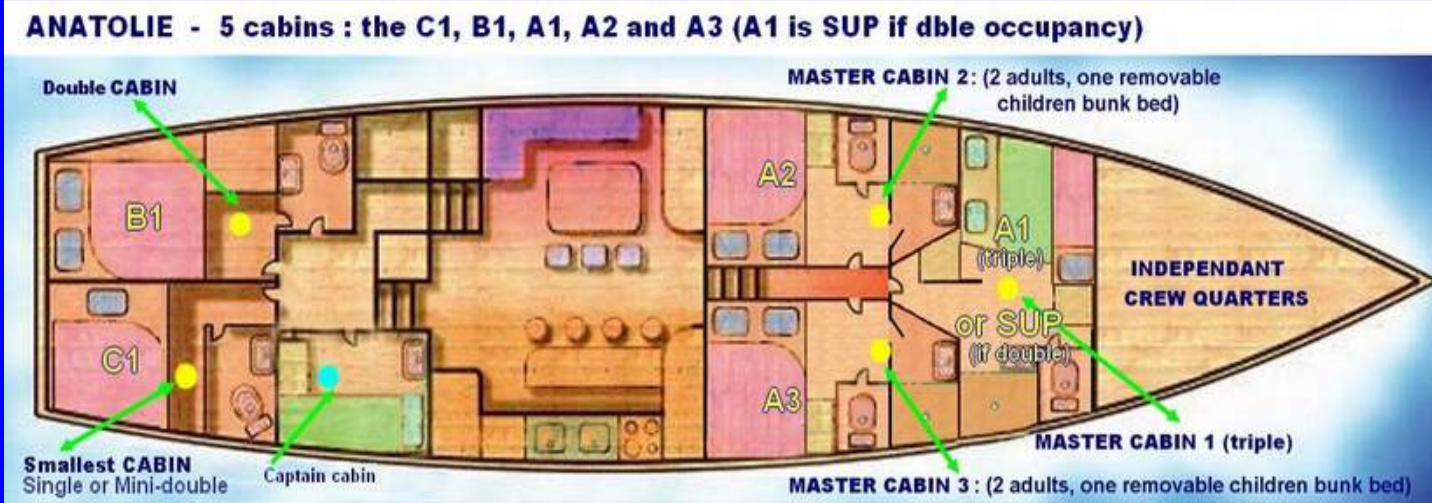 ANATOLIE - 5 cabins : the C1, B1, A1, A2 and A3 (A1 is SUP if dble occupancy)
Double CABIN
MASTER CABIN 2: (2 adults, one removable
children bunk bed)
B1
A2
A1
(triple)
or SUP
(if double)
INDEPENDANT
CREW QUARTERS
C1
A3
Smallest CABIN
Single or Mini-double
Captain cabin
MASTER CABIN 1 (triple)
MASTER CABIN 3 : (2 adults, one removable children bunk bed)